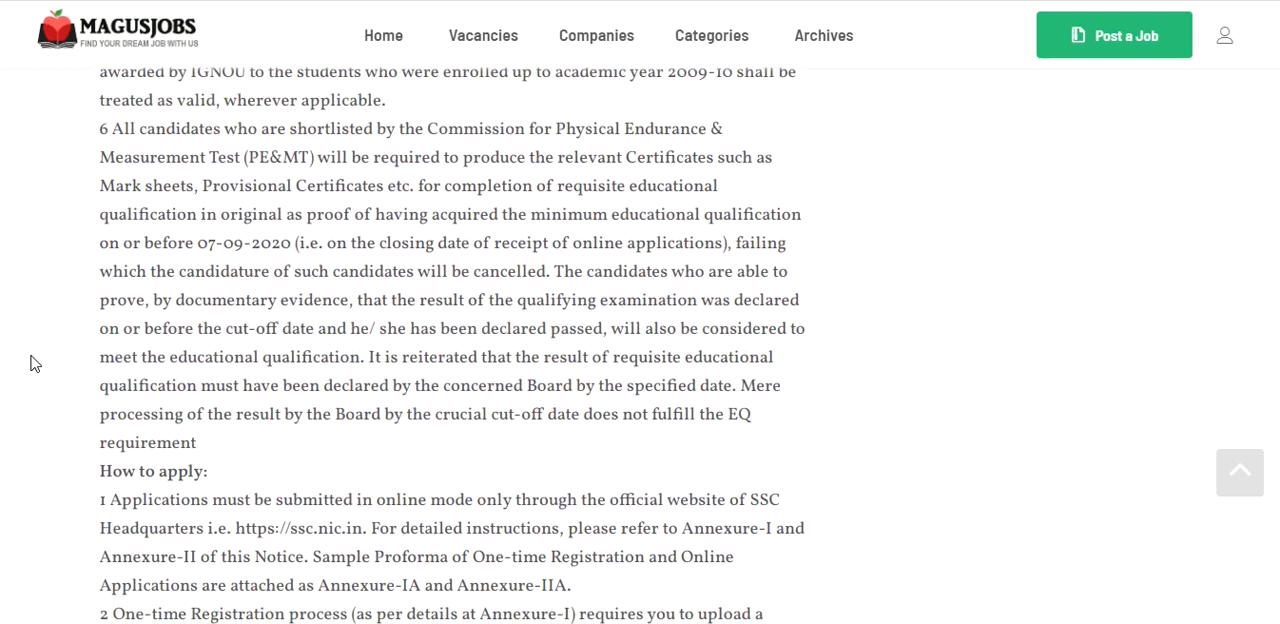 MAGUSJOBS
FIND YOUR DREAM JOB WITH US
Home Vacancies Companies Categories Archives Post a Job
awarded by IGNOU to the students who were enrolled up to academic year 2009-10 shall be
treated as valid, wherever applicable.
6 All candidates who are shortlisted by the Commission for Physical Endurance &
Measurement Test (PE&MT) will be required to produce the relevant Certificates such as
Mark sheets, Provisional Certificates etc. for completion of requisite educational
qualification in original as proof of having acquired the minimum educational qualification
on or before 07-09-2020 (i.e. on the closing date of receipt of online applications), failing
which the candidature of such candidates will be cancelled. The candidates who are able to
prove, by documentary evidence, that the result of the qualifying examination was declared
on or before the cut-off date and he/ she has been declared passed, will also be considered to
meet the educational qualification. It is reiterated that the result of requisite educational
qualification must have been declared by the concerned Board by the specified date. Mere
processing of the result by the Board by the crucial cut-off date does not fulfill the EQ
requirement
How to apply:
1 Applications must be submitted in online mode only through the official website of SSC
Headquarters i.e. https://ssc.nic.in. For detailed instructions, please refer to Annexure-I and
Annexure-II of this Notice. Sample Proforma of One-time Registration and Online
Applications are attached as Annexure-IA and Annexure-IIA.
2 One-time Registration process (as per details at Annexure-I) requires you to upload a